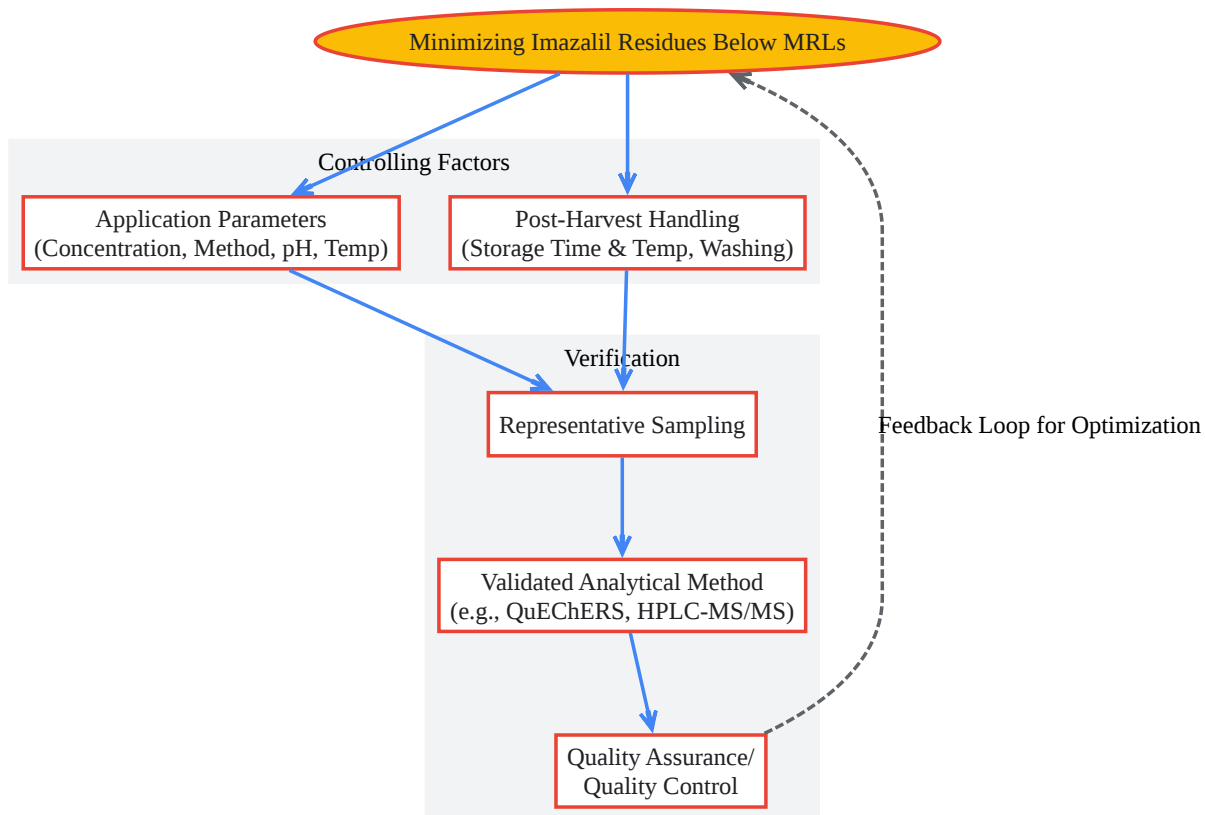 Minimizing Imazalil Residues Below MRLs
Controlling Factors
Application Parameters
(Concentration, Method, pH, Temp)
Post-Harvest Handling
(Storage Time & Temp, Washing)
Verification
Representative Sampling
Feedback Loop for Optimization
Validated Analytical Method
(e.g., QuEChERS, HPLC-MS/MS)
Quality Assurance/
Quality Control